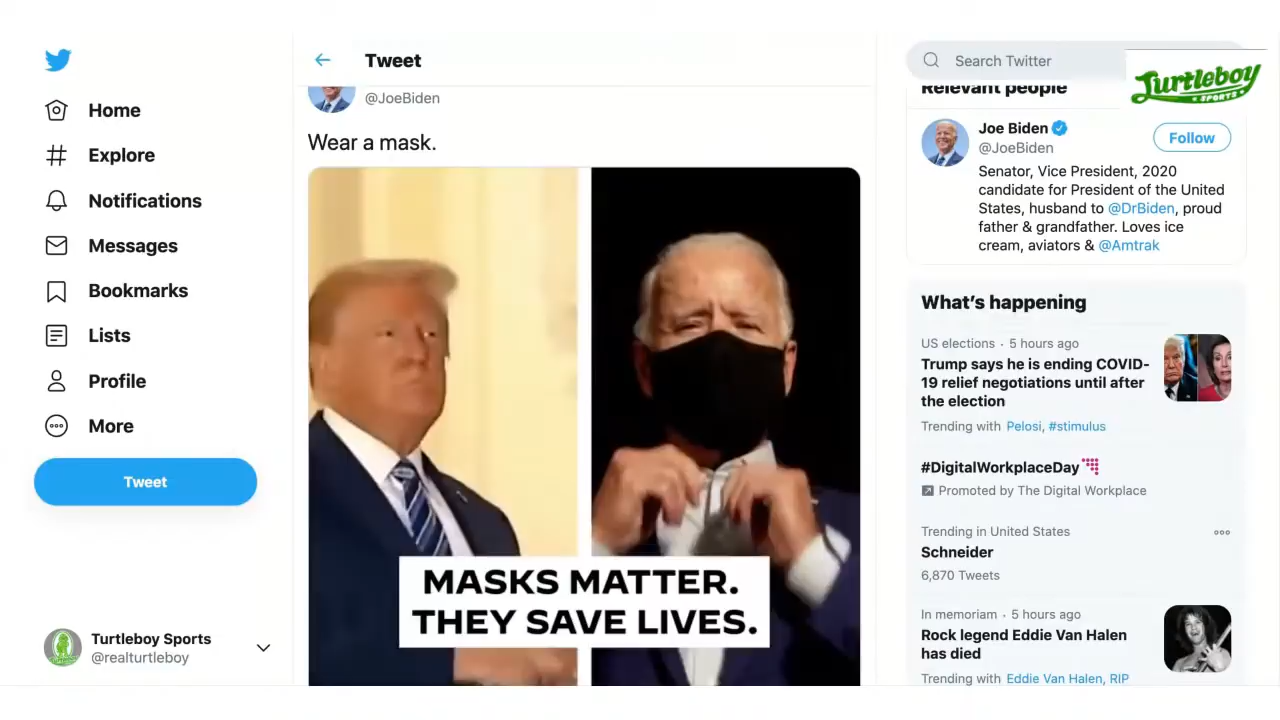 Home
Explore
Notifications
Messages
Bookmarks
Lists
Profile
More
Tweet
Turtleboy Sports
@realturtleboy
Tweet
@JoeBiden
Wear a mask.
MASKS MATTER.
THEY SAVE LIVES.
Search Twitter
Turtleboy
SPORTS
Relevant people
Joe Biden
@JoeBiden
Follow
Senator, Vice President, 2020
candidate for President of the United
States, husband to @DrBiden, proud
father & grandfather. Loves ice
cream, aviators & @Amtrak
What's happening
US elections · 5 hours ago
Trump says he is ending COVID-
19 relief negotiations until after
the election
Trending with Pelosi, #stimulus
#DigitalWorkplaceDay
Promoted by The Digital Workplace
Trending in United States
Schneider
6,870 Tweets
In memoriam · 5 hours ago
Rock legend Eddie Van Halen
has died
Trending with Eddie Van Halen, RIP